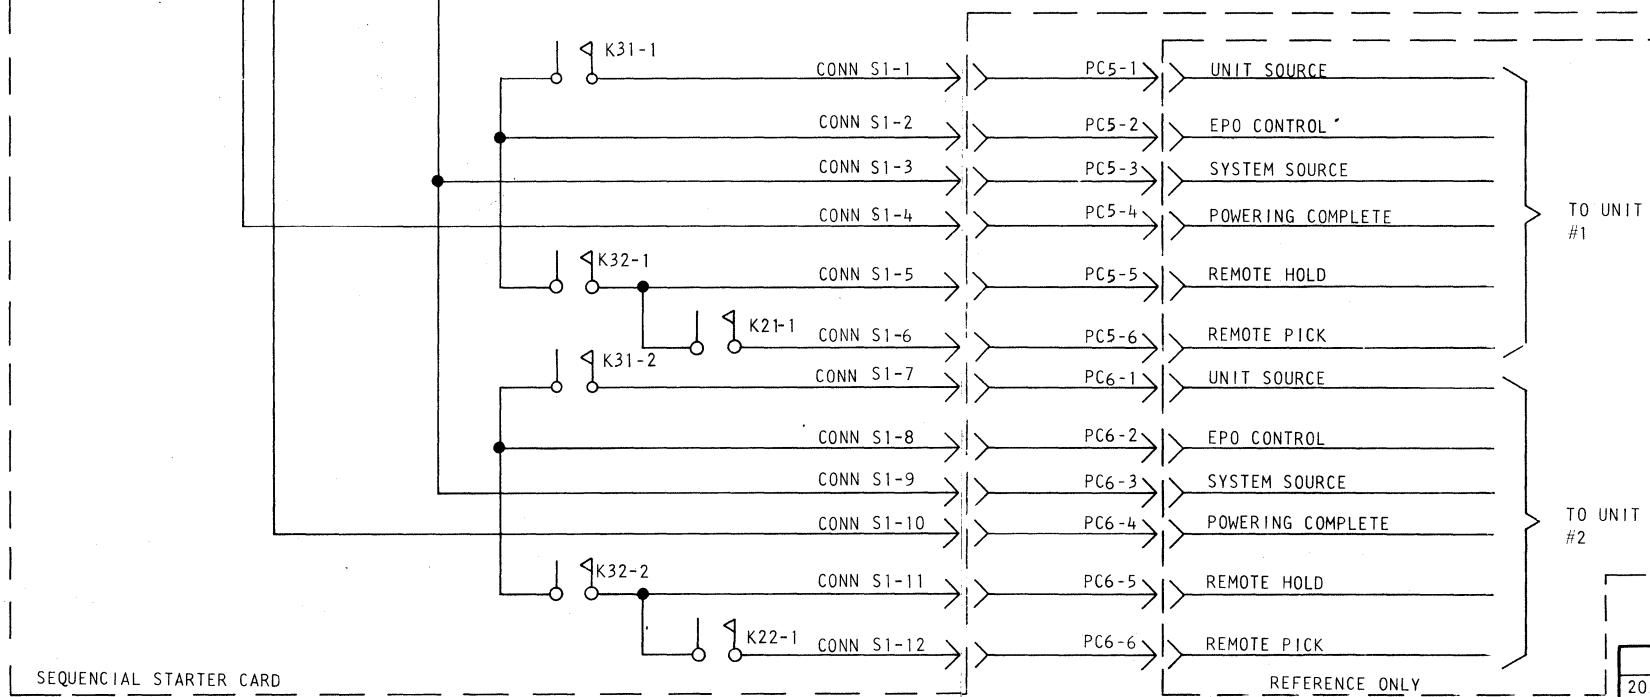 K31-1
CONN S1-1 PC5-1 UNIT SOURCE
CONN S1-2 PC5-2 EPO CONTROL
CONN S1-3 PC5-3 SYSTEM SOURCE
CONN S1-4 PC5-4 POWERING COMPLETE
TO UNIT
#1
K32-1
CONN S1-5 PC5-5 REMOTE HOLD
K21-1
CONN S1-6 PC5-6 REMOTE PICK
K31-2
CONN S1-7 PC6-1 UNIT SOURCE
CONN S1-8 PC6-2 EPO CONTROL
CONN S1-9 PC6-3 SYSTEM SOURCE
CONN S1-10 PC6-4 POWERING COMPLETE
TO UNIT
#2
K32-2
CONN S1-11 PC6-5 REMOTE HOLD
K22-1
CONN S1-12 PC6-6 REMOTE PICK
SEQUENCIAL STARTER CARD
REFERENCE ONLY
20